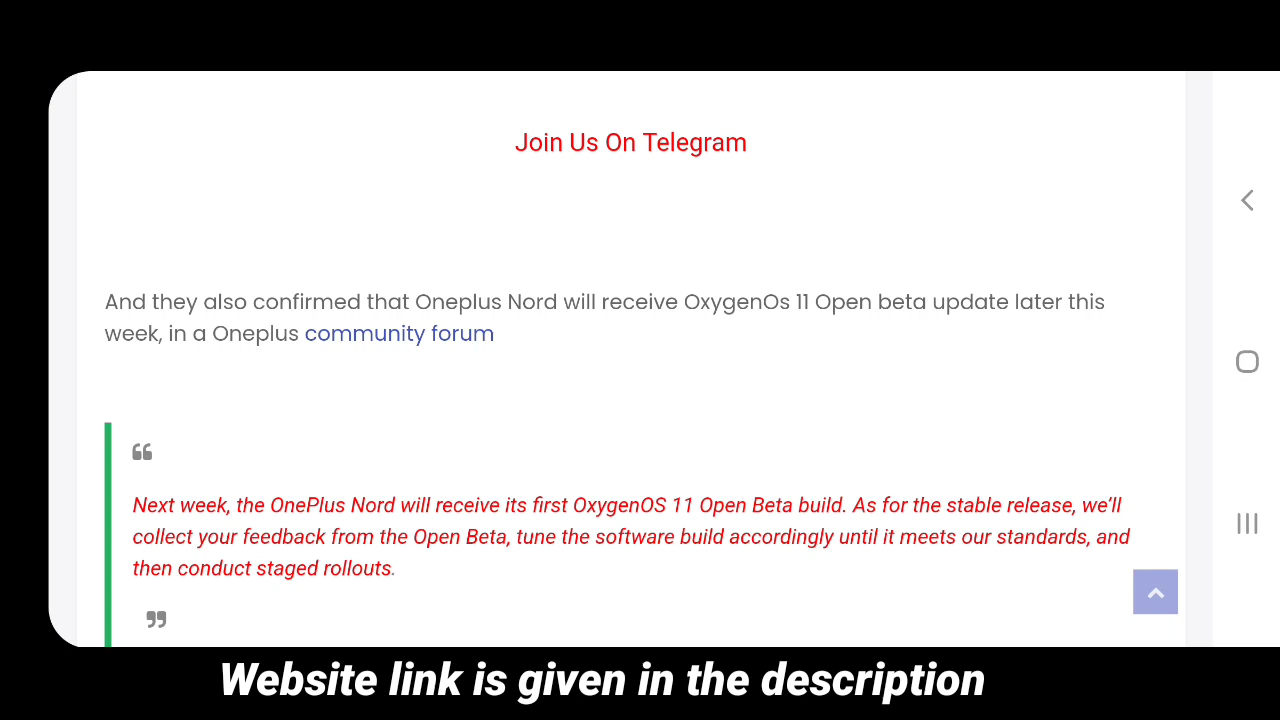 Join Us On Telegram
And they also confirmed that Oneplus Nord will receive OxygenOs 11 Open beta update later this
week, in a Oneplus community forum
“
Next week, the OnePlus Nord will receive its first OxygenOS 11 Open Beta build. As for the stable release, we’ll
collect your feedback from the Open Beta, tune the software build accordingly until it meets our standards, and
then conduct staged rollouts.
”
Website link is given in the description